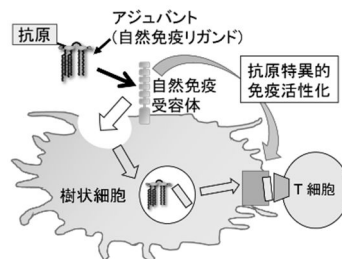 抗原
アジュバント
（自然免疫リガンド）
自然免疫
受容体
抗原特異的
免疫活性化
樹状細胞
T細胞